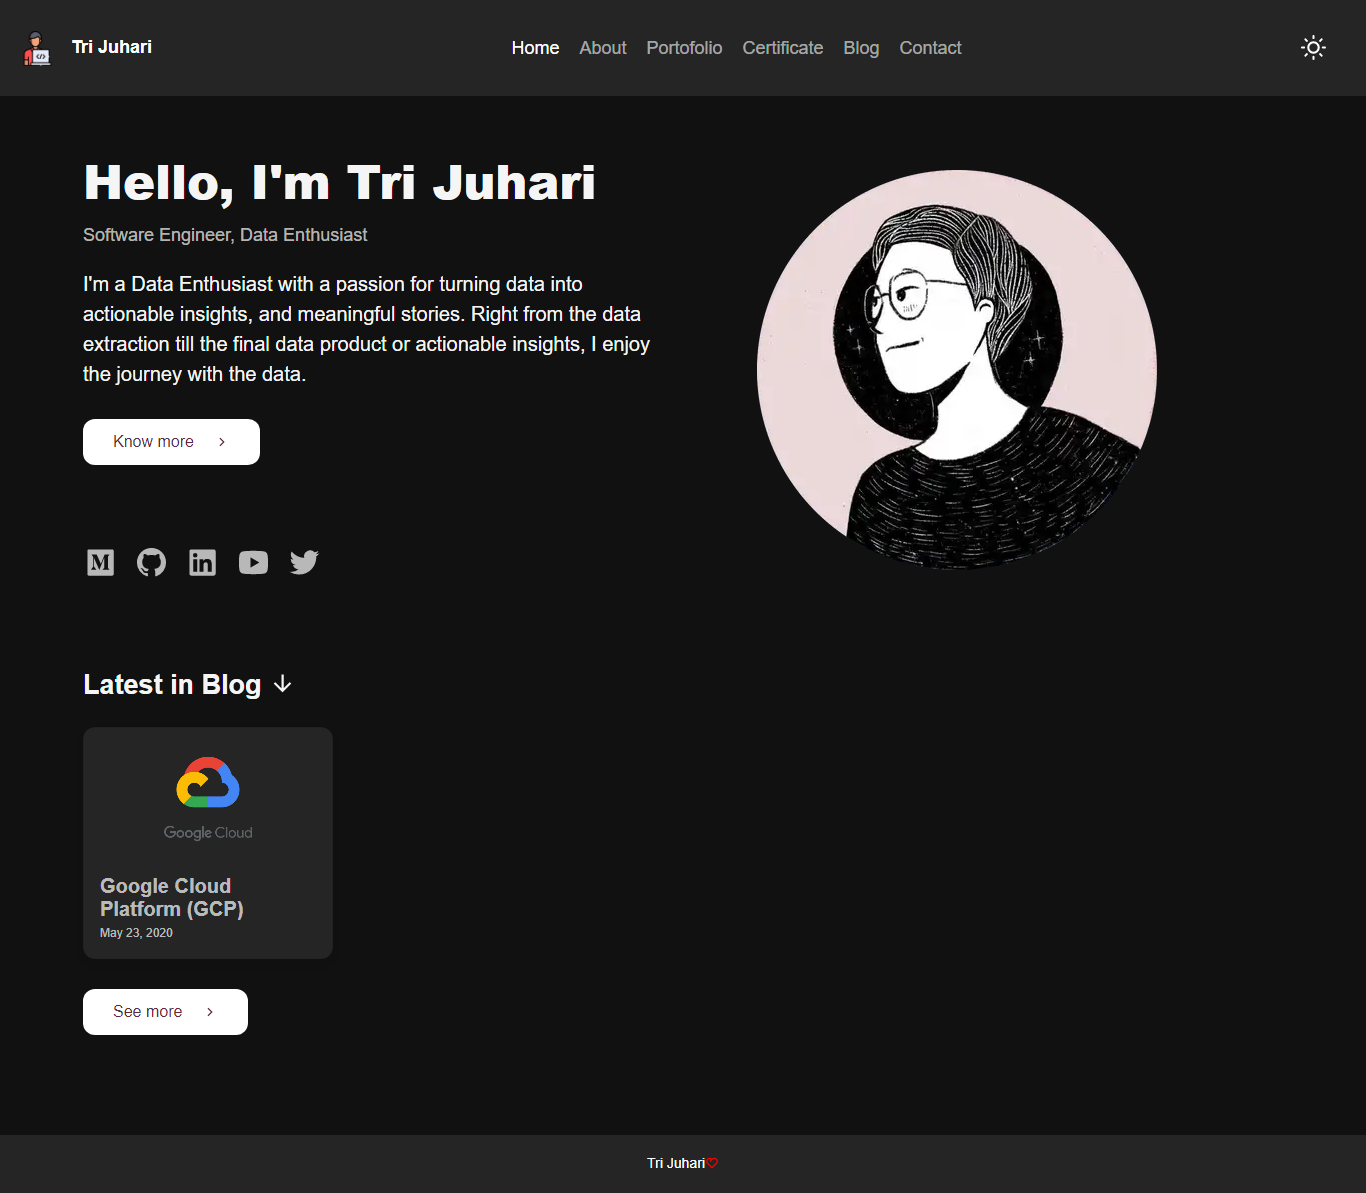 Tri Juhari
Home About Portofolio Certificate Blog Contact
Hello, I'm Tri Juhari
Software Engineer, Data Enthusiast
I'm a Data Enthusiast with a passion for turning data into
actionable insights, and meaningful stories. Right from the data
extraction till the final data product or actionable insights, I enjoy
the journey with the data.
Know more
Latest in Blog
Google Cloud
Google Cloud
Platform (GCP)
May 23, 2020
See more
Tri Juhari